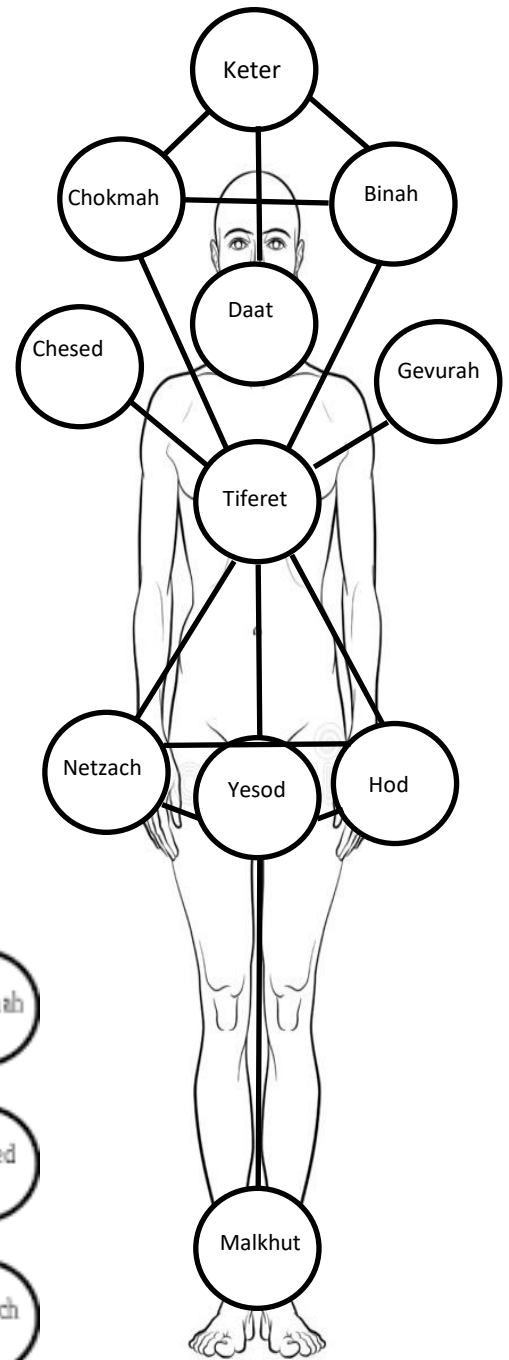 Keter
Chokmah
Binah
Daat
Chesed
Gevurah
Tiferet
Netzach
Yesod
Hod
Malkhut